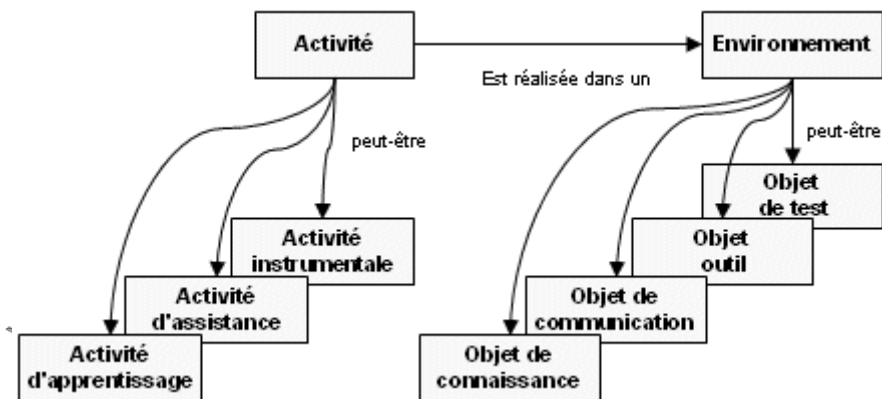 Activité
Environnement
Est réalisée dans un
peut-être
peut-être
Objet
de test
Activité
instrumentale
Objet
outil
Activité
d'assistance
Objet de
communication
Activité
d'apprentissage
Objet de
connaissance